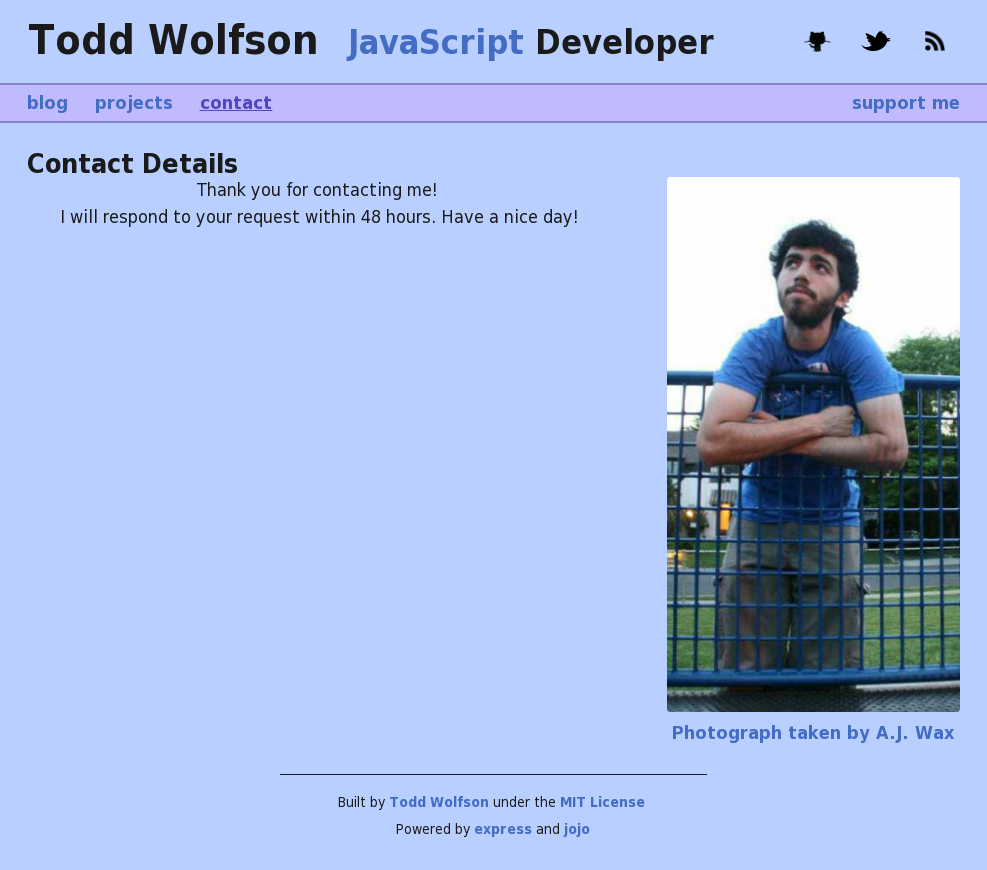 Todd Wolfson JavaScript Developer
blog projects contact support me
Contact Details
Thank you for contacting me!
I will respond to your request within 48 hours. Have a nice day!
Photograph taken by A.J. Wax
Built by Todd Wolfson under the MIT License
Powered by express and jojo